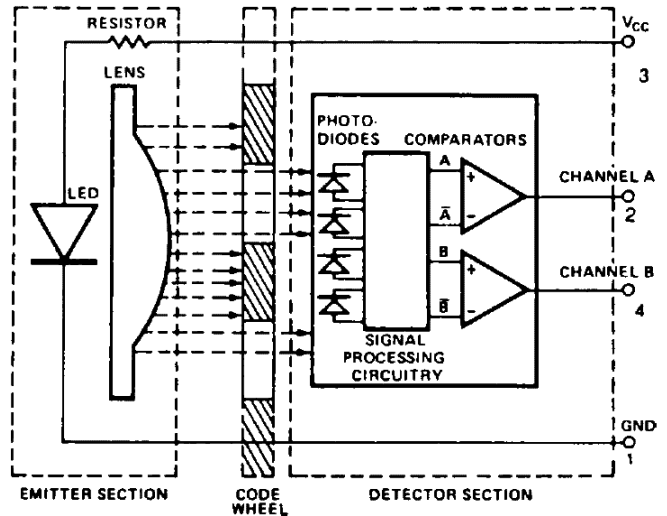 RESISTOR
V_CC
3
LENS
LED
PHOTO-
DIODES
COMPARATORS
A
+
CHANNEL A
2
A̅
−
B
+
CHANNEL B
4
B̅
−
SIGNAL
PROCESSING
CIRCUITRY
GND
1
EMITTER SECTION
CODE
WHEEL
DETECTOR SECTION